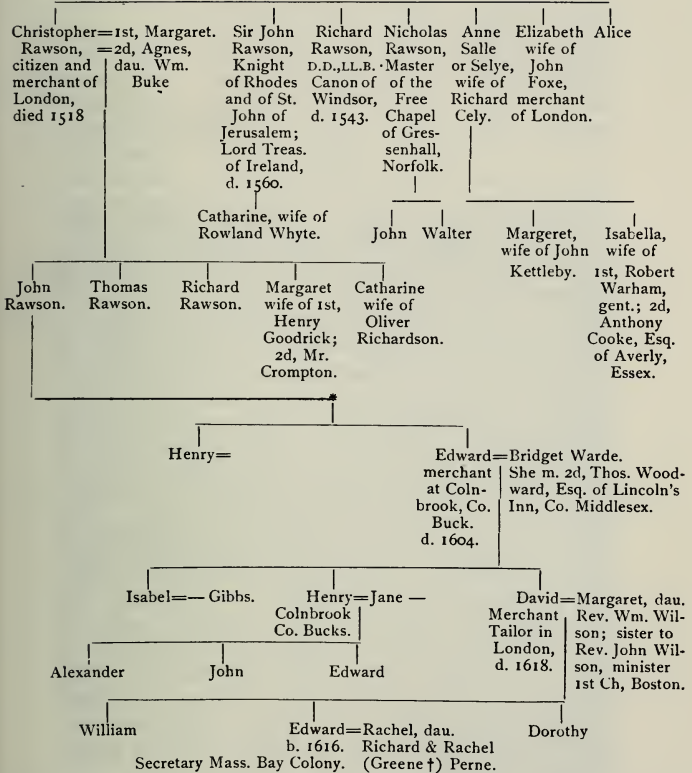 Christopher=1st, Margaret.
Rawson, =2d, Agnes,
citizen and dau. Wm.
merchant of Buke
London,
died 1518
Sir John
Rawson,
Knight
of Rhodes
and of St.
John of
Jerusalem;
Lord Treas.
of Ireland,
d. 1560.
Richard
Rawson,
D.D., LL.B.
Canon of
Windsor,
d. 1543.
Nicholas
Rawson,
Master
of the
Free
Chapel
of Gres-
senhall,
Norfolk.
Anne
Salle
or Selye,
wife of
Richard
Cely.
Elizabeth
wife of
John
Foxe,
merchant
of London.
Alice
Catharine, wife of
Rowland Whyte.
John Walter
Margeret,
wife of John
Kettleby.
Isabella,
wife of
1st, Robert
Warham,
gent.; 2d,
Anthony
Cooke, Esq.
of Averly,
Essex.
John
Rawson.
Thomas
Rawson.
Richard
Rawson.
Margaret
wife of 1st,
Henry
Goodrick;
2d, Mr.
Crompton.
Catharine
wife of
Oliver
Richardson.
*
Henry=
Edward=Bridget Warde.
merchant She m. 2d, Thos. Wood-
at Coln- ward, Esq. of Lincoln's
brook, Co. Inn, Co. Middlesex.
Buck.
d. 1604.
Isabel=— Gibbs.
Henry=Jane —
Colnbrook
Co. Bucks.
David=Margaret, dau.
Merchant Rev. Wm. Wil-
Tailor in son; sister to
London, Rev. John Wil-
d. 1618. son, minister
1st Ch, Boston.
Alexander John Edward
William
Edward=Rachel, dau.
b. 1616. Richard & Rachel
Secretary Mass. Bay Colony. (Greene †) Perne.
Dorothy